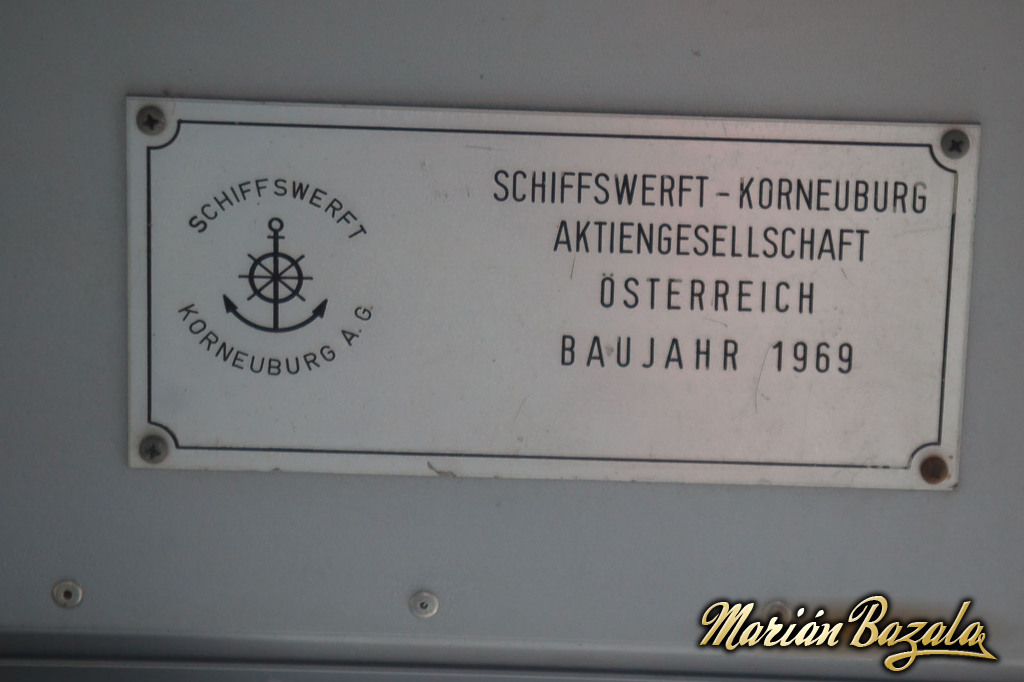 SCHIFFSWERFT
KORNEUBURG A.G.
SCHIFFSWERFT - KORNEUBURG
AKTIENGESELLSCHAFT
ÖSTERREICH
BAUJAHR 1969
Marián Bazala